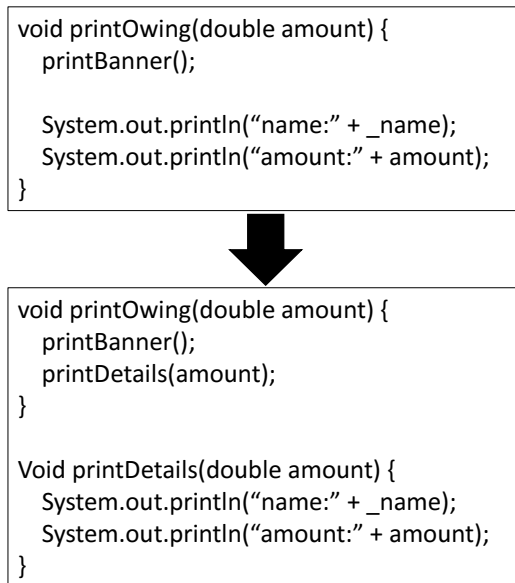 void printOwing(double amount) {
printBanner();
System.out.println(“name:” + _name);
System.out.println(“amount:” + amount);
}
void printOwing(double amount) {
printBanner();
printDetails(amount);
}
Void printDetails(double amount) {
System.out.println(“name:” + _name);
System.out.println(“amount:” + amount);
}